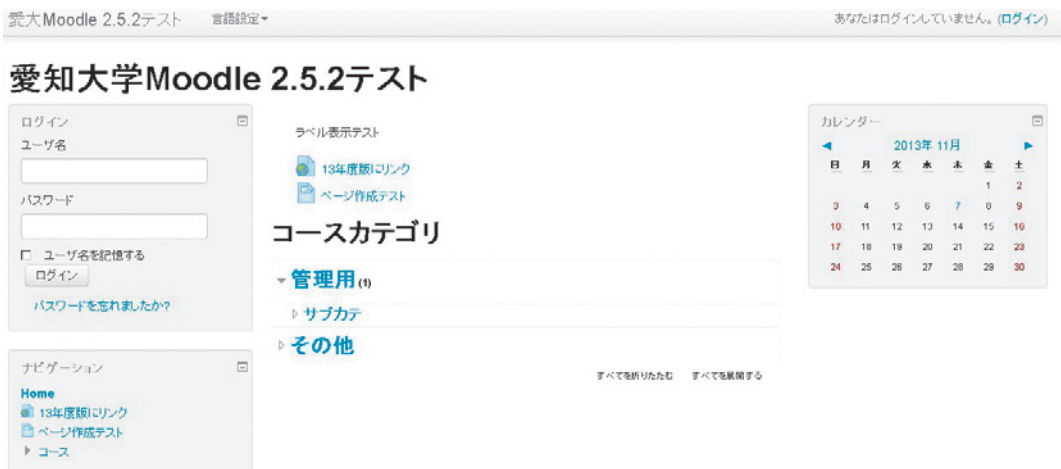 愛大Moodle 2.5.2テスト 言語設定
あなたはログインしていません。(ログイン)
愛知大学Moodle 2.5.2テスト
ログイン
ユーザ名
パスワード
ユーザ名を記憶する
ログイン
パスワードを忘れましたか?
ナビゲーション
Home
13年度版にリンク
ページ作成テスト
コース
ラベル表示テスト
13年度版にリンク
ページ作成テスト
コースカテゴリ
管理用(1)
サブカテ
その他
すべてを折りたたむ すべてを展開する
カレンダー
2013年 11月
日 月 火 水 木 金 土
1 2
3 4 5 6 7 8 9
10 11 12 13 14 15 16
17 18 19 20 21 22 23
24 25 26 27 28 29 30